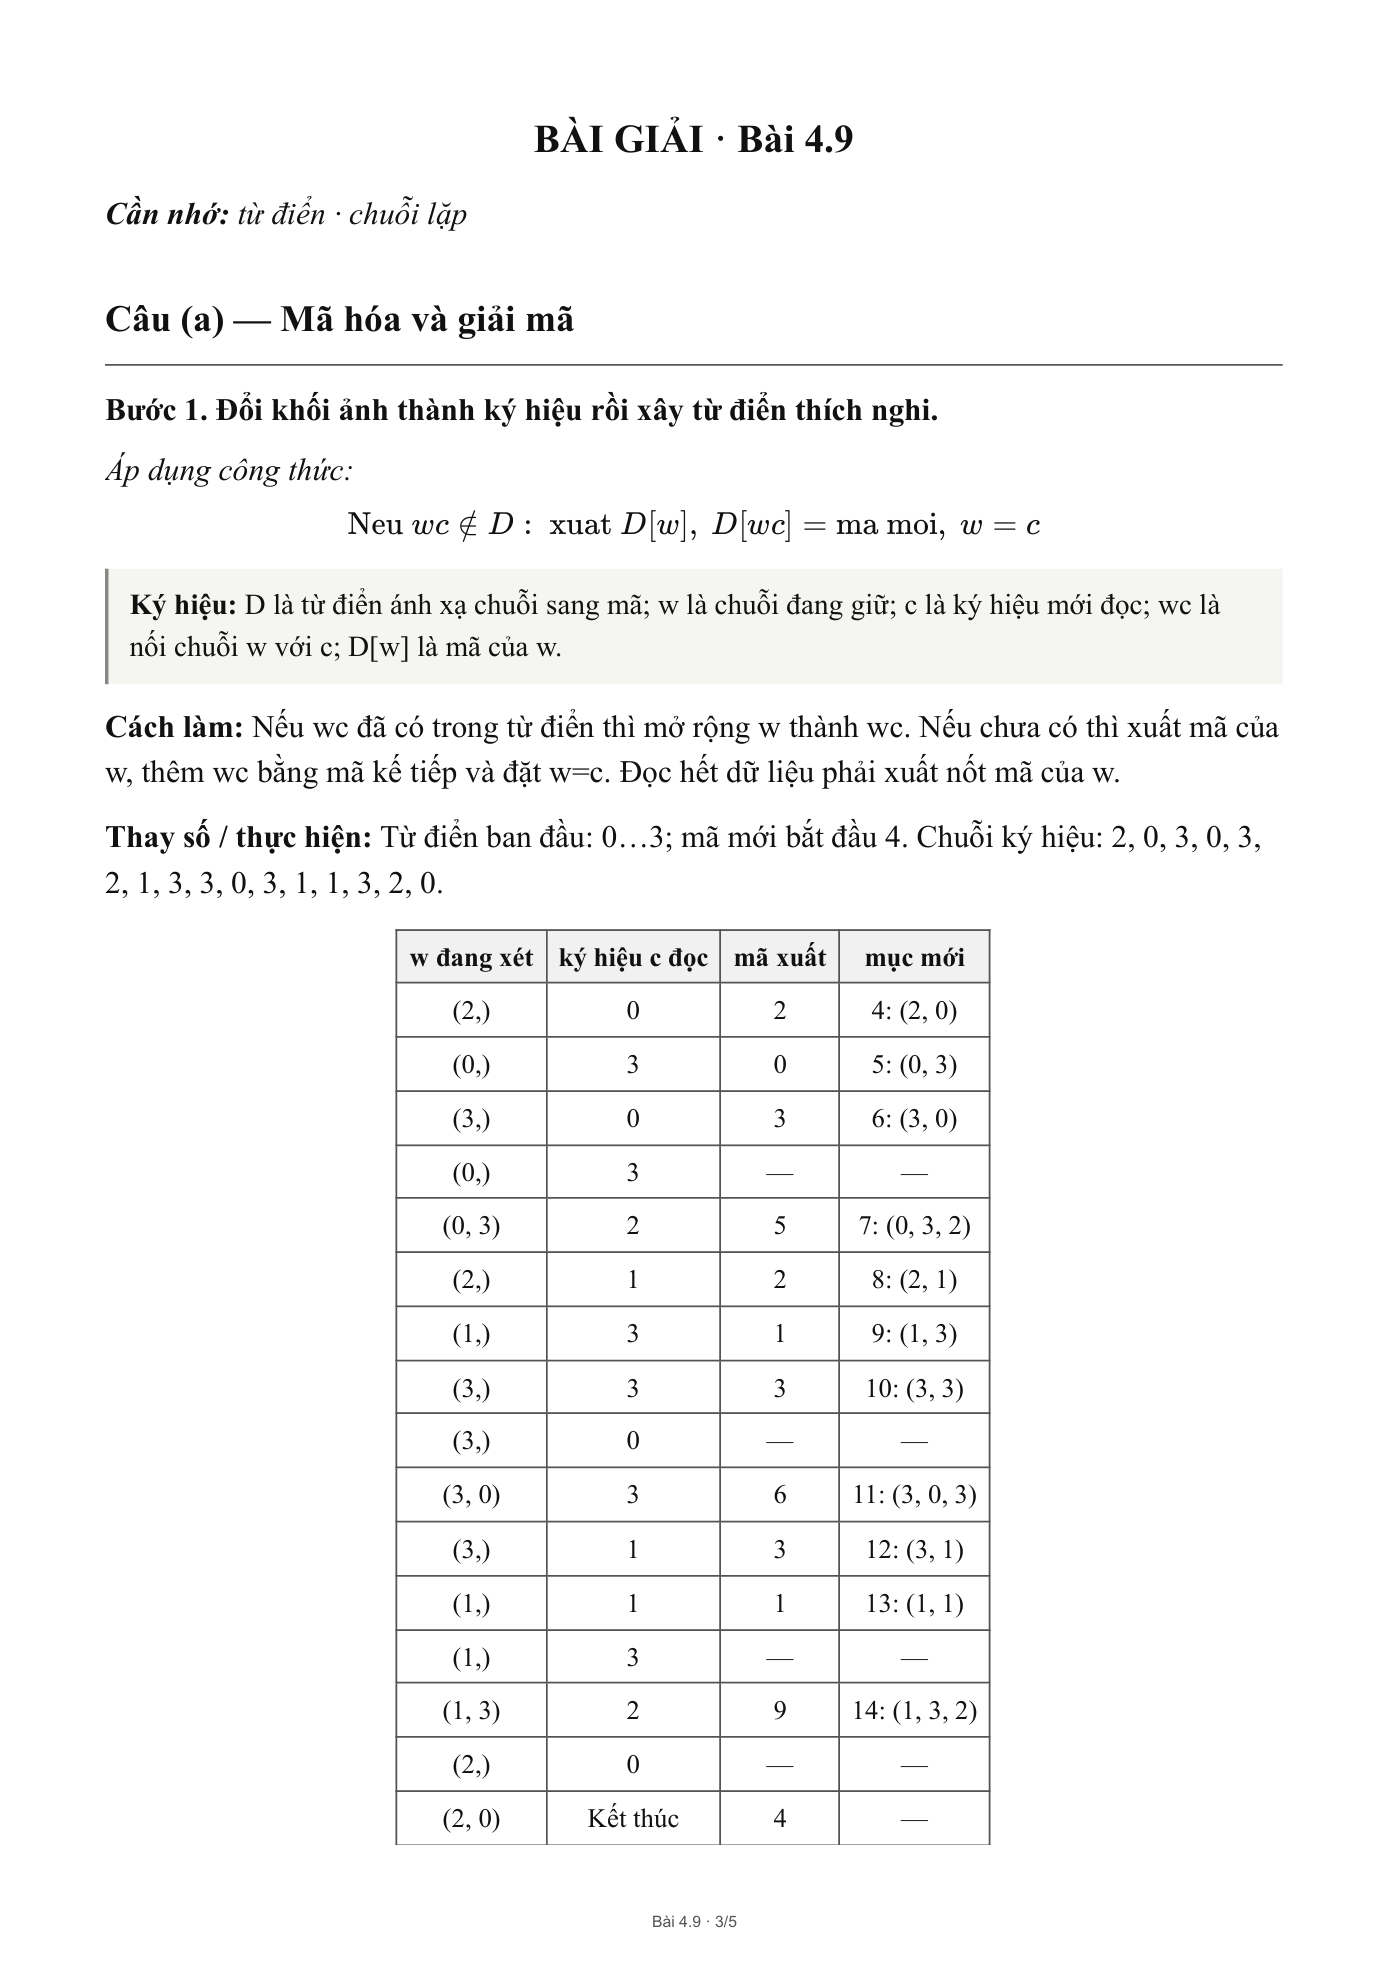 BÀI GIẢI · Bài 4.9
Cần nhớ: từ điển · chuỗi lặp
Câu (a) — Mã hóa và giải mã
Bước 1. Đổi khối ảnh thành ký hiệu rồi xây từ điển thích nghi.
Áp dụng công thức:
Neu wc ∉ D : xuat D[w], D[wc] = ma moi, w = c
Ký hiệu: D là từ điển ánh xạ chuỗi sang mã; w là chuỗi đang giữ; c là ký hiệu mới đọc; wc là
nối chuỗi w với c; D[w] là mã của w.
Cách làm: Nếu wc đã có trong từ điển thì mở rộng w thành wc. Nếu chưa có thì xuất mã của
w, thêm wc bằng mã kế tiếp và đặt w=c. Đọc hết dữ liệu phải xuất nốt mã của w.
Thay số / thực hiện: Từ điển ban đầu: 0…3; mã mới bắt đầu 4. Chuỗi ký hiệu: 2, 0, 3, 0, 3,
2, 1, 3, 3, 0, 3, 1, 1, 3, 2, 0.
w đang xét ký hiệu c đọc mã xuất mục mới
(2,) 0 2 4: (2, 0)
(0,) 3 0 5: (0, 3)
(3,) 0 3 6: (3, 0)
(0,) 3 — —
(0, 3) 2 5 7: (0, 3, 2)
(2,) 1 2 8: (2, 1)
(1,) 3 1 9: (1, 3)
(3,) 3 3 10: (3, 3)
(3,) 0 — —
(3, 0) 3 6 11: (3, 0, 3)
(3,) 1 3 12: (3, 1)
(1,) 1 1 13: (1, 1)
(1,) 3 — —
(1, 3) 2 9 14: (1, 3, 2)
(2,) 0 — —
(2, 0) Kết thúc 4 —
Bài 4.9 · 3/5